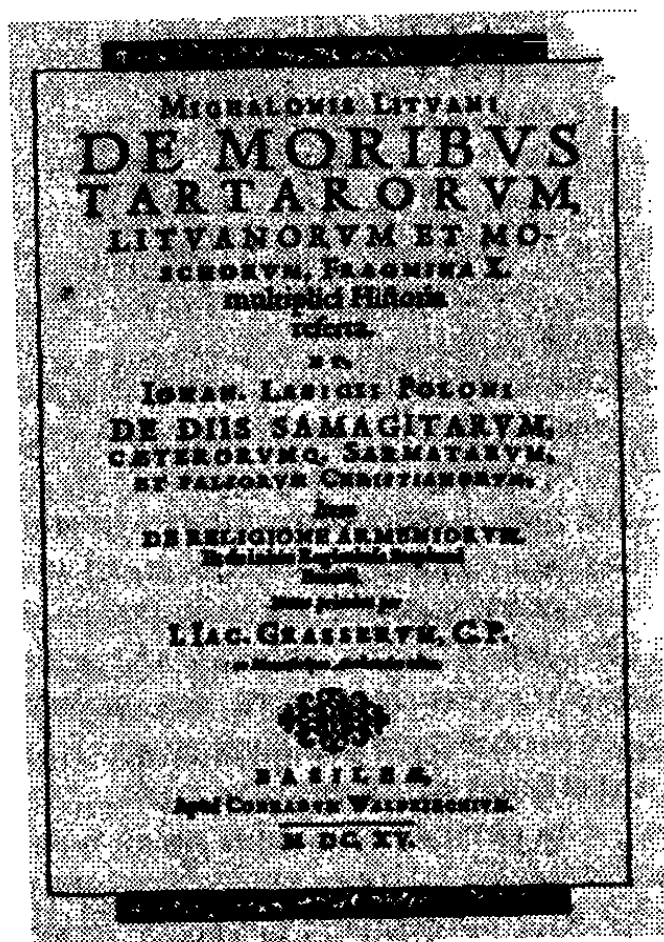 MICHALONIS LITVANI
DE MORIBVS
TARTARORVM,
LITVANORVM ET MO-
SCHORVM, FRAGMINA X.
multiplici Historia
referta.
ET,
IOHAN. LASICII POLONI
DE DIIS SAMAGITARVM,
CÆTERORVMQ. SARMATARVM,
ET FALSORVM CHRISTIANORVM,
Item
DE RELIGIONE ARMENIORVM.
Nunc primum per
I. IAC. GRASSERVM, C.P.
BASILEÆ,
Apud CONRADVM WALDKIRCHIVM.
M DC XV.